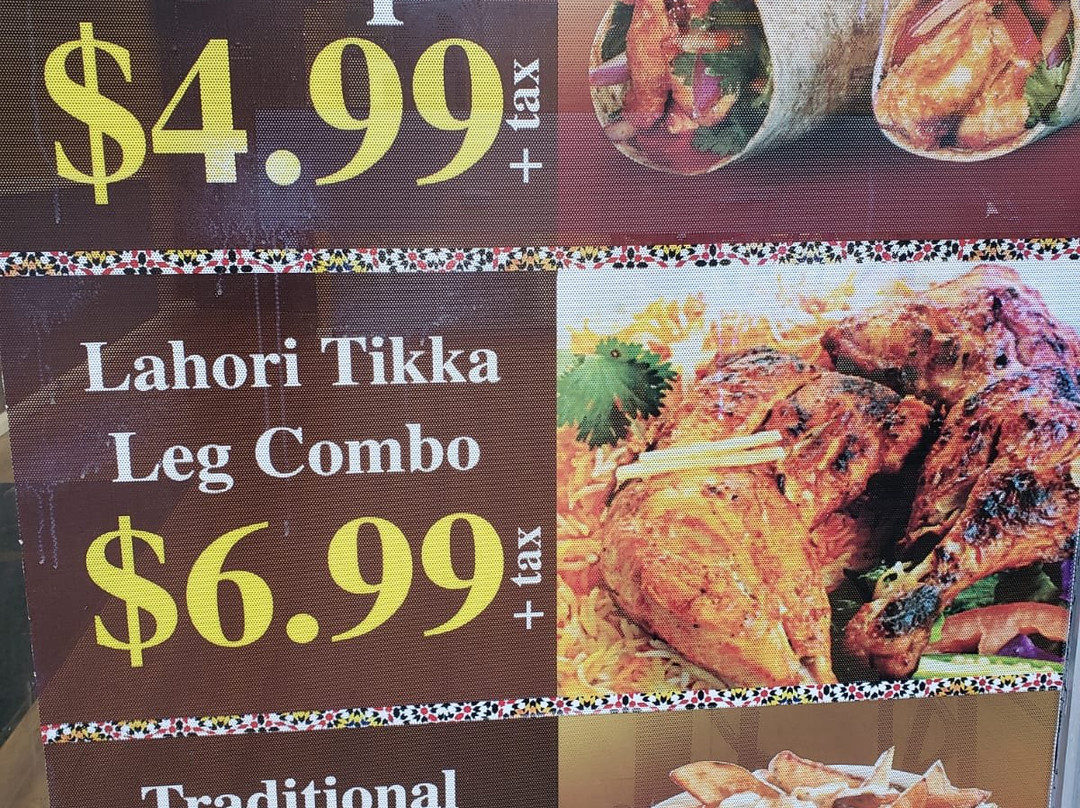 $4.99 + tax
Lahori Tikka
Leg Combo
$6.99 + tax
Traditional